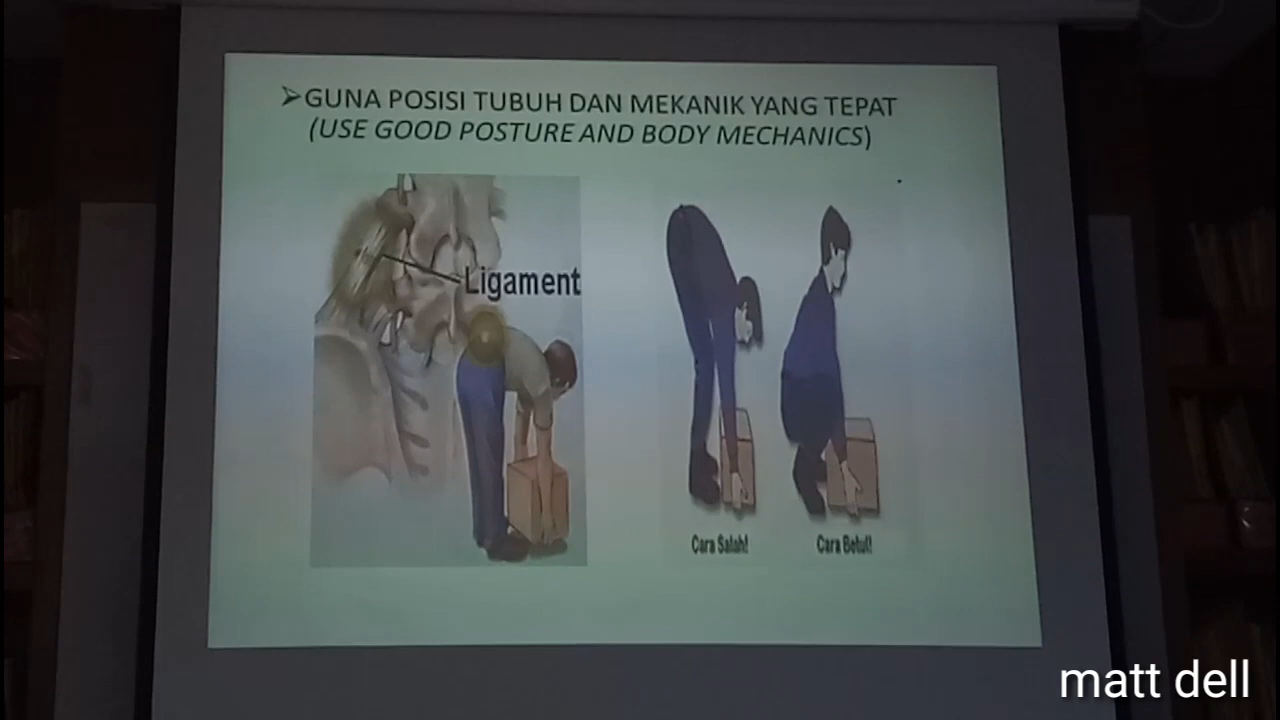 ➢GUNA POSISI TUBUH DAN MEKANIK YANG TEPAT
(USE GOOD POSTURE AND BODY MECHANICS)
Ligament
Cara Salah!
Cara Betul!
matt dell